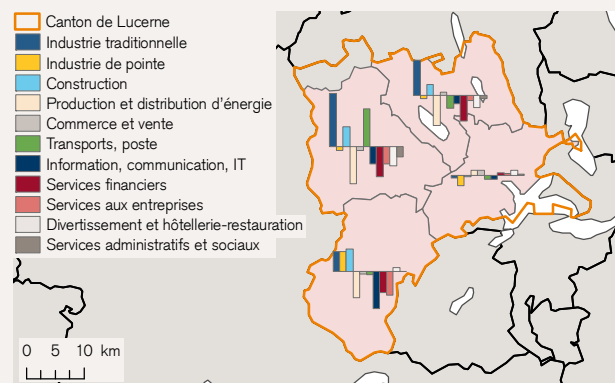 Canton de Lucerne
Industrie traditionnelle
Industrie de pointe
Construction
Production et distribution d'énergie
Commerce et vente
Transports, poste
Information, communication, IT
Services financiers
Services aux entreprises
Divertissement et hôtellerie-restauration
Services administratifs et sociaux
0 5 10 km